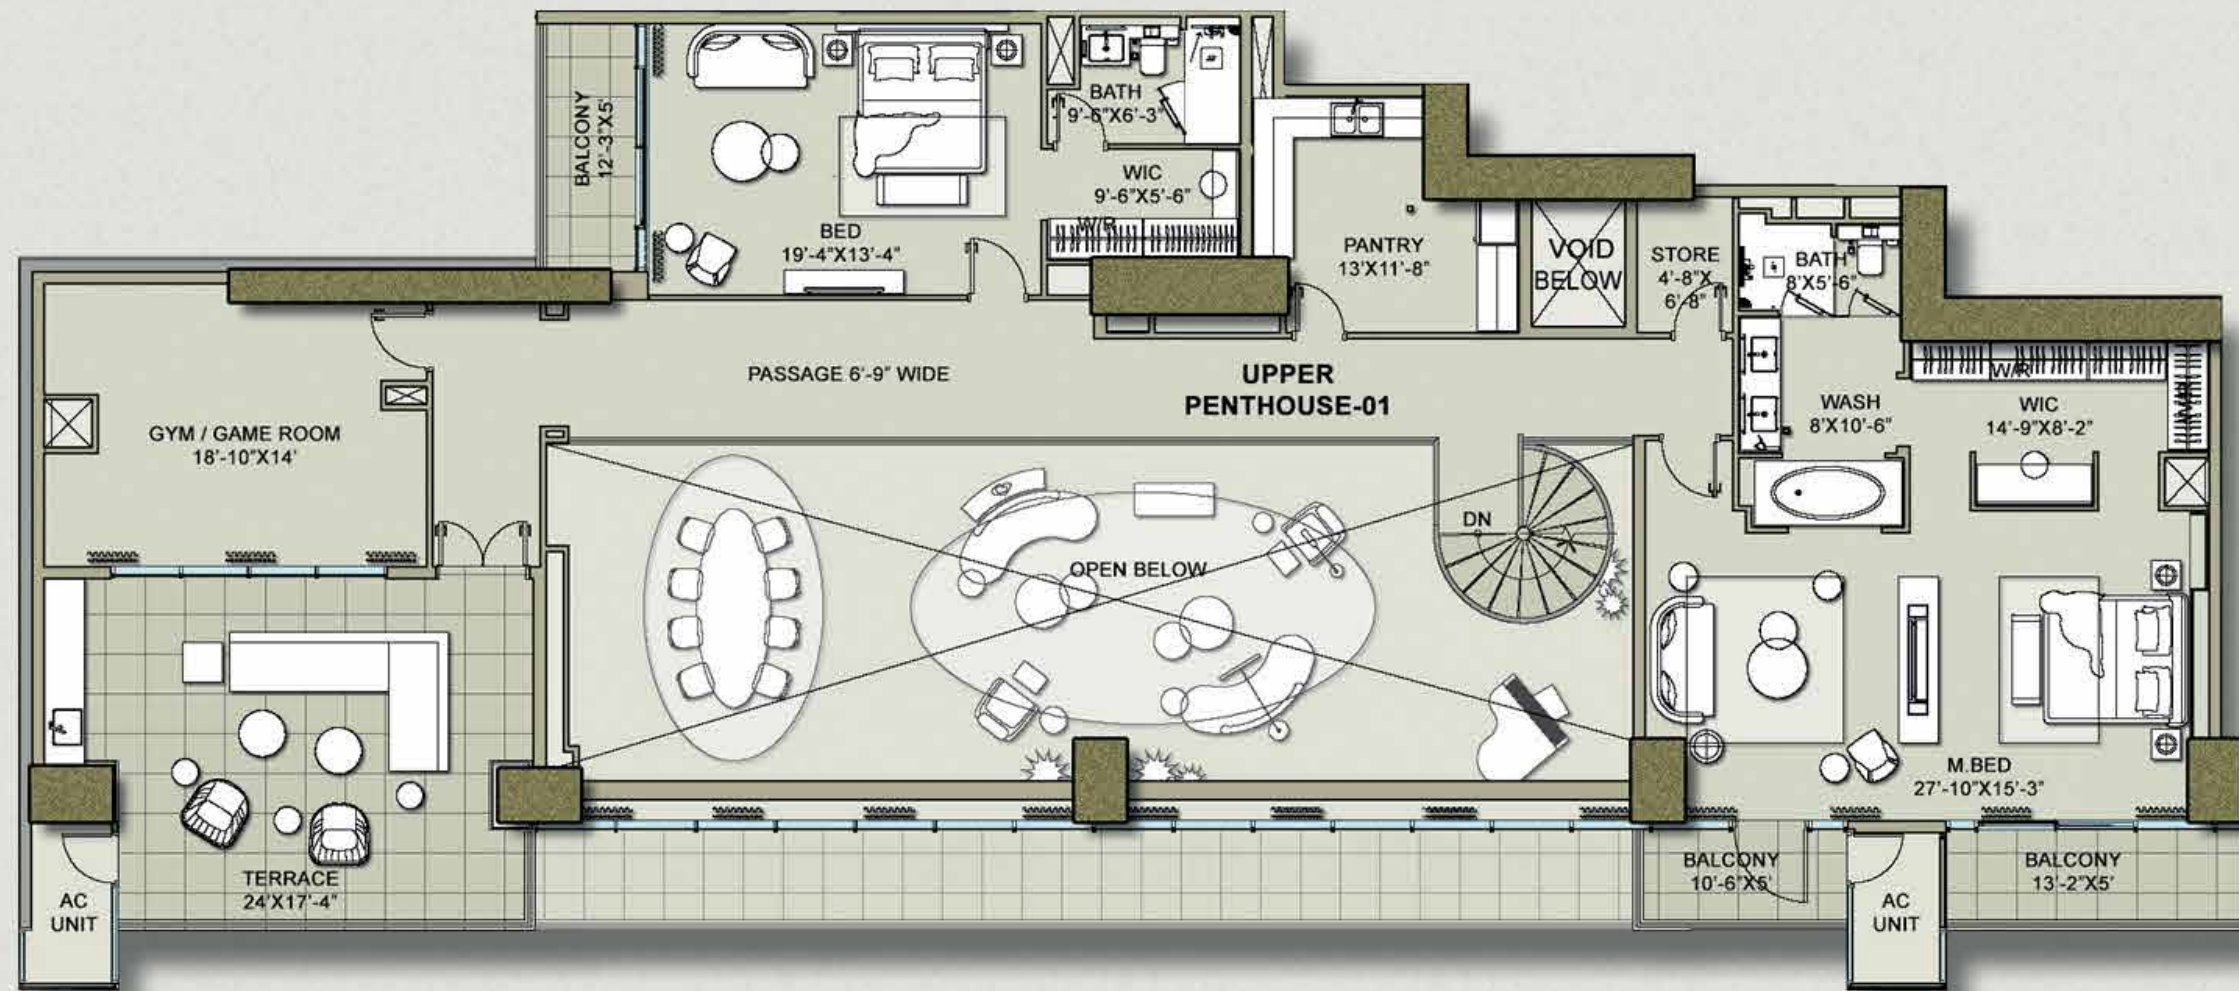 BALCONY
12'-3"X5'
BED
19'-4"X13'-4"
BATH
9'-6"X6'-3"
WIC
9'-6"X5'-6"
W/R
PANTRY
13'X11'-8"
VOID
BELOW
STORE
4'-8"X
6'-8"
BATH
8'X5'-6"
GYM / GAME ROOM
18'-10"X14'
PASSAGE 6'-9" WIDE
UPPER
PENTHOUSE-01
WASH
8'X10'-6"
W/R
WIC
14'-9"X8'-2"
OPEN BELOW
DN
M.BED
27'-10"X15'-3"
TERRACE
24'X17'-4"
AC
UNIT
BALCONY
10'-6"X5'
AC
UNIT
BALCONY
13'-2"X5'